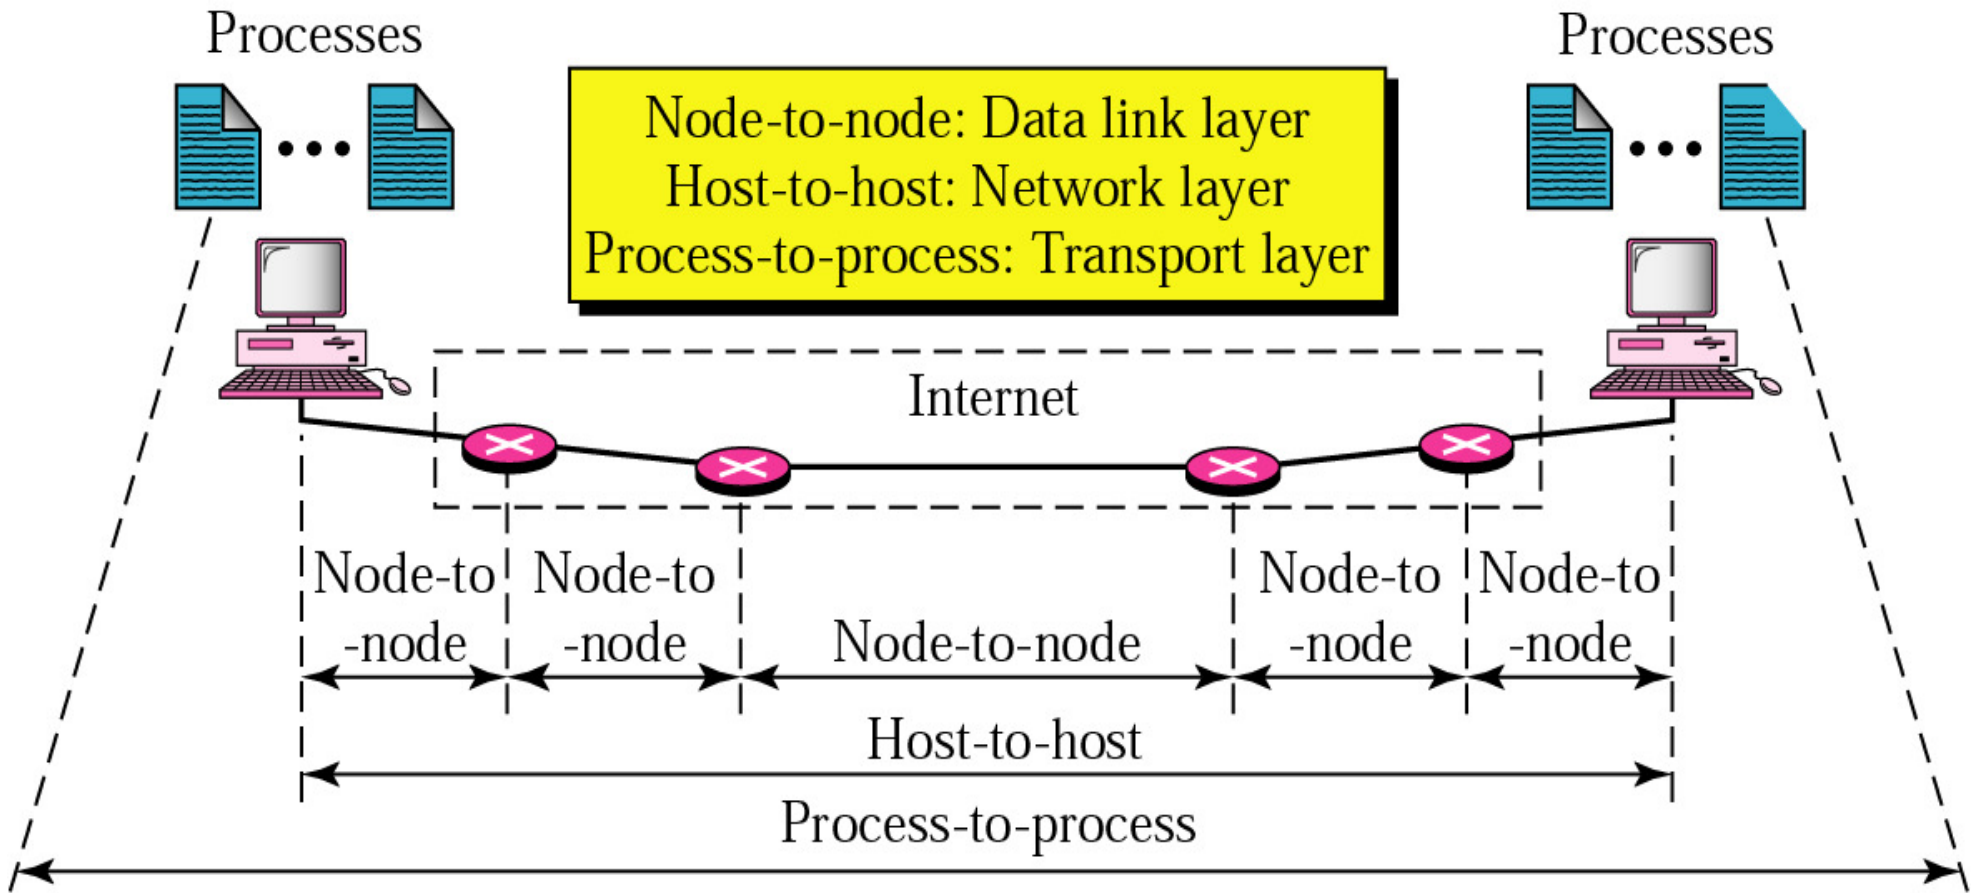 Processes
Processes
Node-to-node: Data link layer
Host-to-host: Network layer
Process-to-process: Transport layer
Internet
Node-to
-node
Node-to
-node
Node-to-node
Node-to
-node
Node-to
-node
Host-to-host
Process-to-process